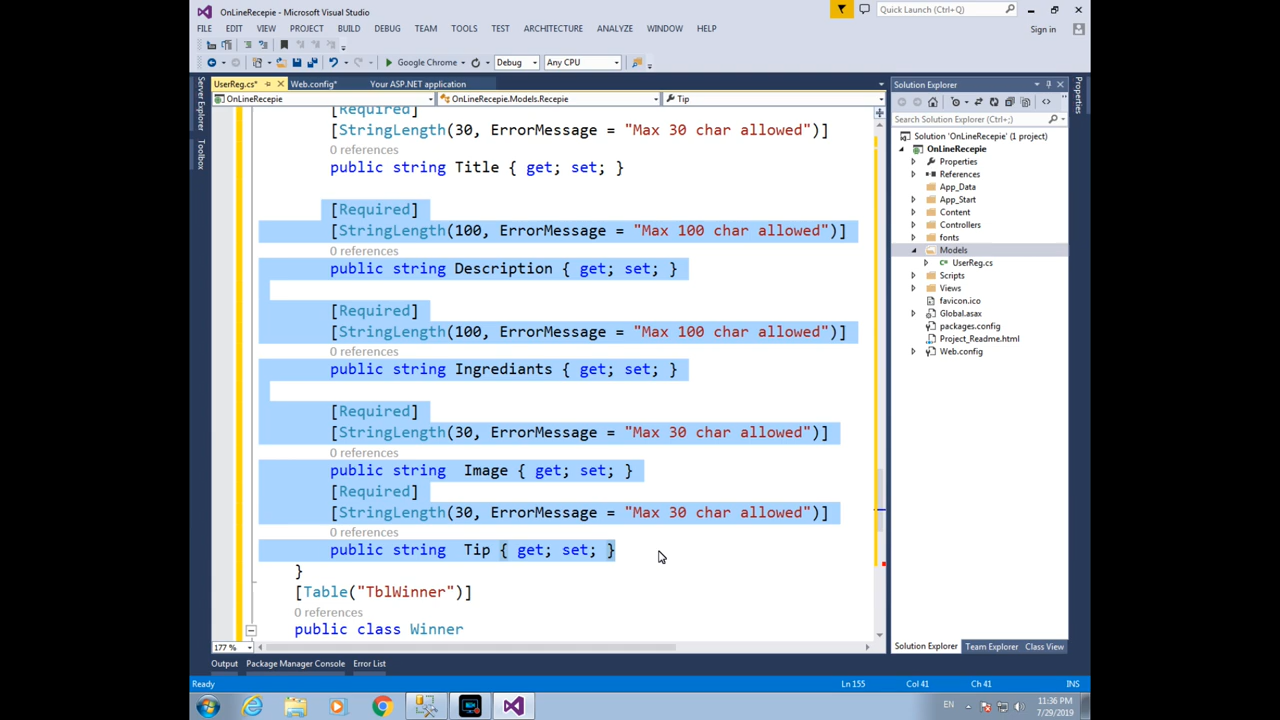 OnLineRecepie - Microsoft Visual Studio
Quick Launch (Ctrl+Q)
FILE EDIT VIEW PROJECT BUILD DEBUG TEAM TOOLS TEST ARCHITECTURE ANALYZE WINDOW HELP
Sign in
Google Chrome Debug Any CPU
UserReg.cs* Web.config* Your ASP.NET application
OnLineRecepie OnLineRecepie.Models.Recepie Tip
Server Explorer
Toolbox
[Required]
[StringLength(30, ErrorMessage = "Max 30 char allowed")]
0 references
public string Title { get; set; }
[Required]
[StringLength(100, ErrorMessage = "Max 100 char allowed")]
0 references
public string Description { get; set; }
[Required]
[StringLength(100, ErrorMessage = "Max 100 char allowed")]
0 references
public string Ingrediants { get; set; }
[Required]
[StringLength(30, ErrorMessage = "Max 30 char allowed")]
0 references
public string Image { get; set; }
[Required]
[StringLength(30, ErrorMessage = "Max 30 char allowed")]
0 references
public string Tip { get; set; }
}
[Table("TblWinner")]
0 references
public class Winner
177 %
Solution Explorer
Search Solution Explorer (Ctrl+;)
Solution 'OnLineRecepie' (1 project)
OnLineRecepie
Properties
References
App_Data
App_Start
Content
Controllers
fonts
Models
UserReg.cs
Scripts
Views
favicon.ico
Global.asax
packages.config
Project_Readme.html
Web.config
Solution Explorer Team Explorer Class View
Properties
Output Package Manager Console Error List
Ready Ln 155 Col 41 Ch 41 INS
EN 11:36 PM
7/29/2019